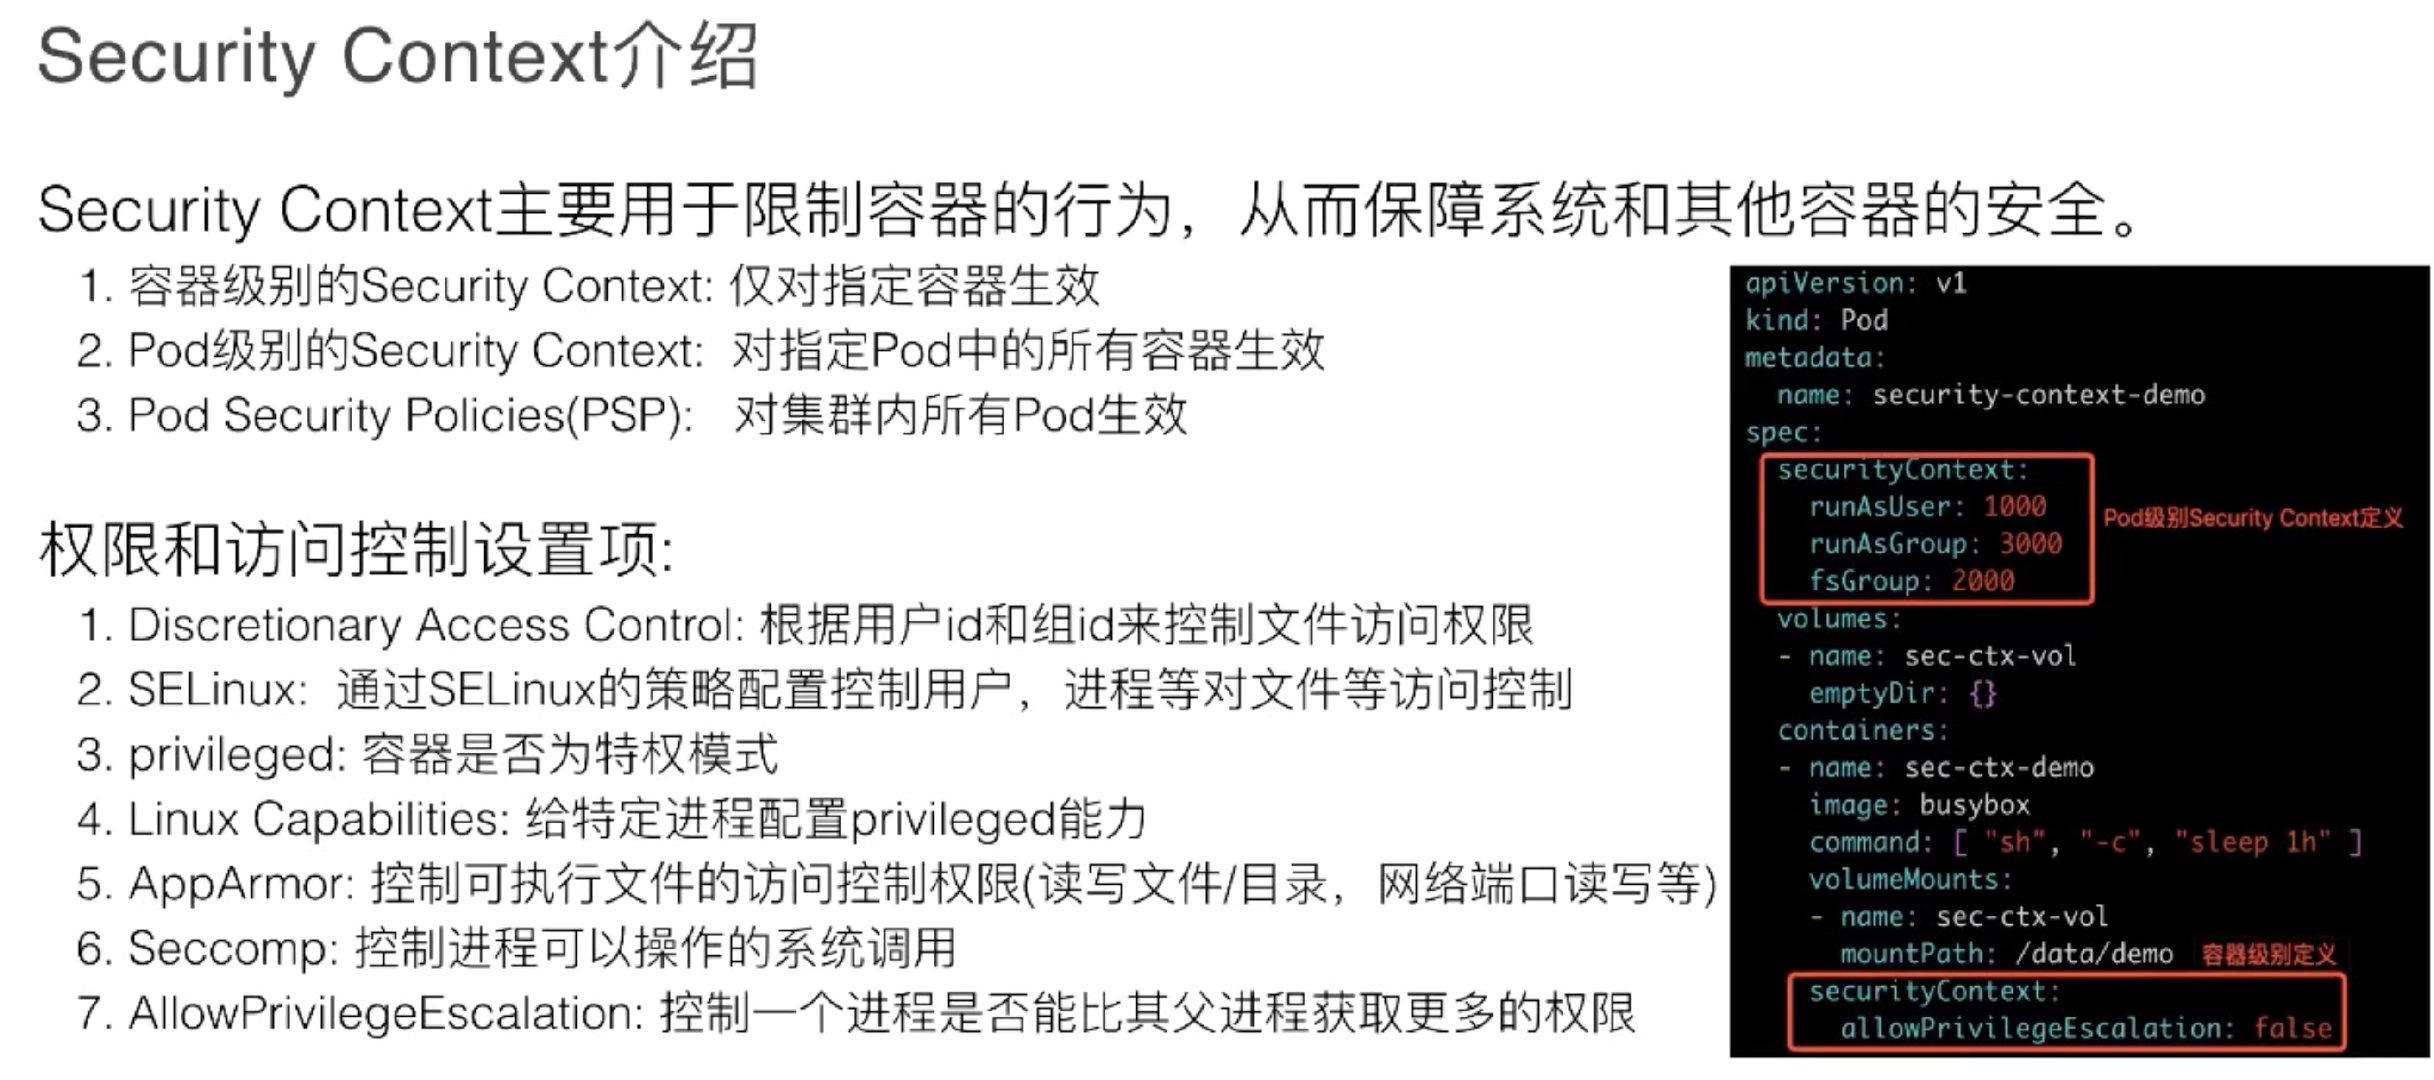 Security Context介绍
Security Context主要用于限制容器的行为，从而保障系统和其他容器的安全。
1. 容器级别的Security Context: 仅对指定容器生效
2. Pod级别的Security Context: 对指定Pod中的所有容器生效
3. Pod Security Policies(PSP): 对集群内所有Pod生效
权限和访问控制设置项:
1. Discretionary Access Control: 根据用户id和组id来控制文件访问权限
2. SELinux: 通过SELinux的策略配置控制用户，进程等对文件等访问控制
3. privileged: 容器是否为特权模式
4. Linux Capabilities: 给特定进程配置privileged能力
5. AppArmor: 控制可执行文件的访问控制权限(读写文件/目录，网络端口读写等)
6. Seccomp: 控制进程可以操作的系统调用
7. AllowPrivilegeEscalation: 控制一个进程是否能比其父进程获取更多的权限
apiVersion: v1
kind: Pod
metadata:
  name: security-context-demo
spec:
  securityContext:
    runAsUser: 1000
    runAsGroup: 3000
    fsGroup: 2000
Pod级别Security Context定义
  volumes:
  - name: sec-ctx-vol
    emptyDir: {}
  containers:
  - name: sec-ctx-demo
    image: busybox
    command: [ "sh", "-c", "sleep 1h" ]
    volumeMounts:
    - name: sec-ctx-vol
      mountPath: /data/demo
容器级别定义
    securityContext:
      allowPrivilegeEscalation: false